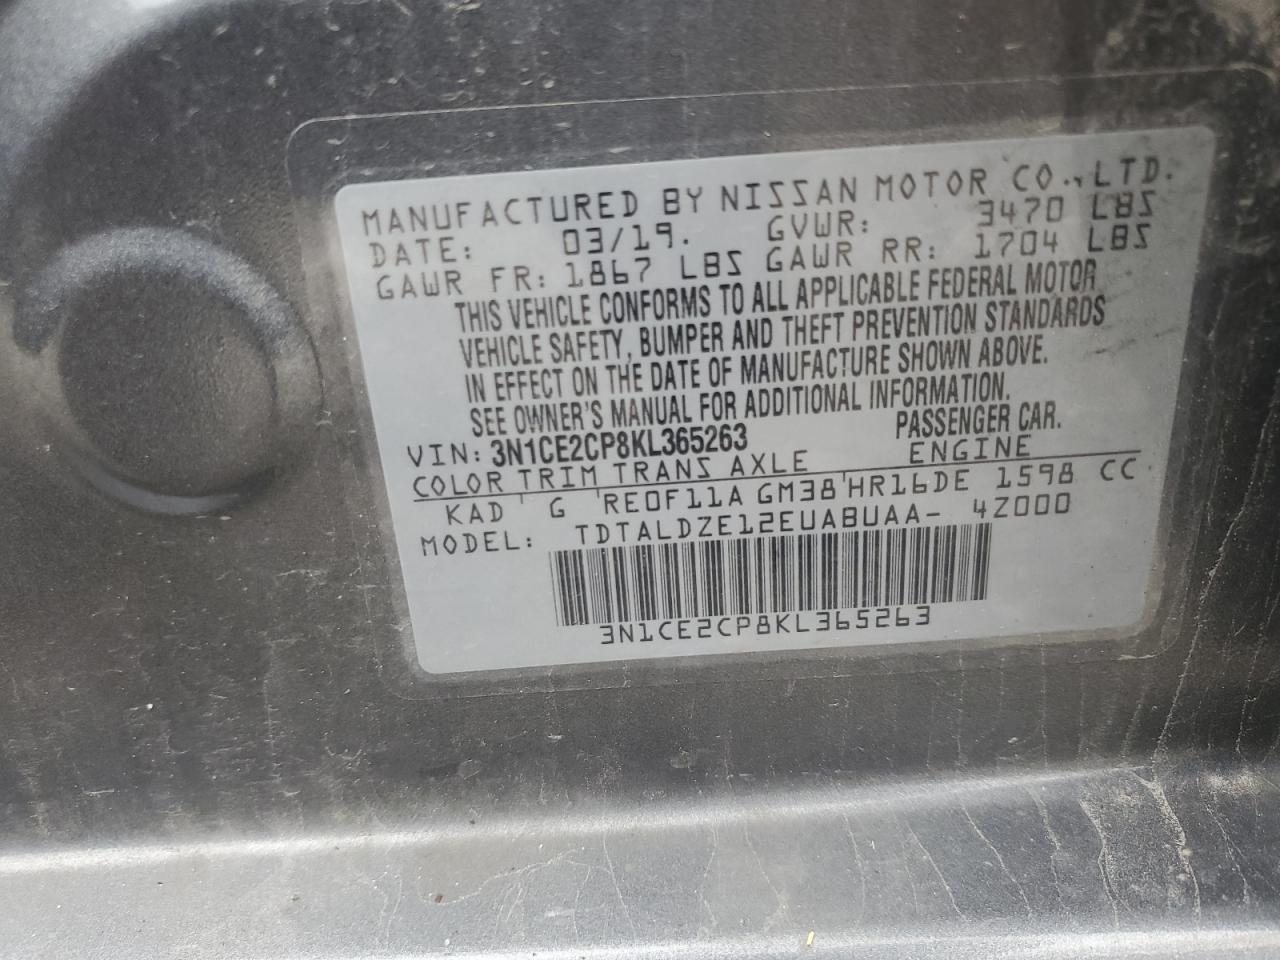 MANUFACTURED BY NISSAN MOTOR CO., LTD.
DATE: 03/19. GVWR: 3470 LBS
GAWR FR: 1867 LBS GAWR RR: 1704 LBS
THIS VEHICLE CONFORMS TO ALL APPLICABLE FEDERAL MOTOR
VEHICLE SAFETY, BUMPER AND THEFT PREVENTION STANDARDS
IN EFFECT ON THE DATE OF MANUFACTURE SHOWN ABOVE.
SEE OWNER'S MANUAL FOR ADDITIONAL INFORMATION.
VIN: 3N1CE2CP8KL365263 PASSENGER CAR.
COLOR TRIM TRANS AXLE ENGINE
KAD G RE0F11A GM38 HR16DE 1598 CC
MODEL: TDTALDZE12EUABUAA- 4Z000
3N1CE2CP8KL365263